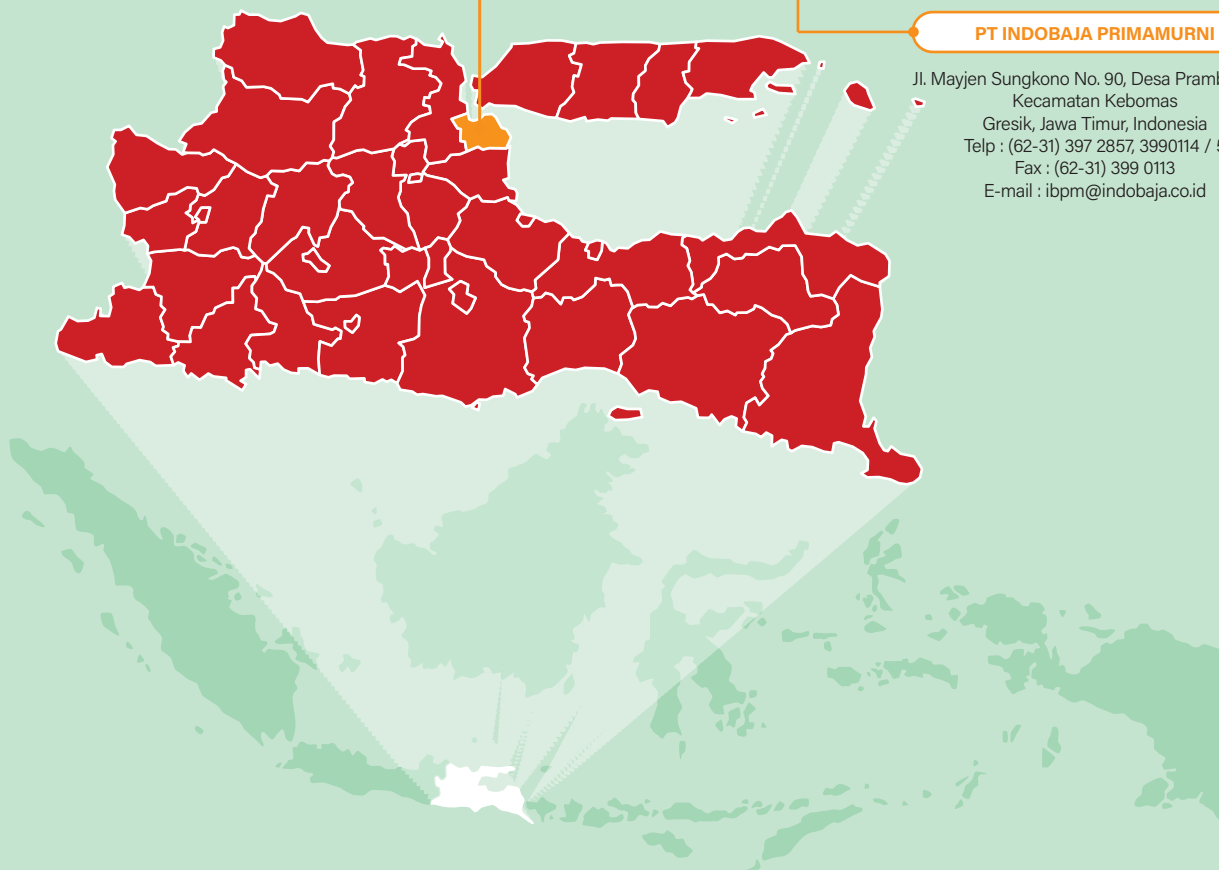 PT INDOBAJA PRIMAMURNI
Jl. Mayjen Sungkono No. 90, Desa
Kecamatan Kebomas
Gresik, Jawa Timur, Indonesia
Telp : (62-31) 397 2857, 3990114 /
Fax : (62-31) 399 0113
E-mail : ibpm@indobaja.co.id